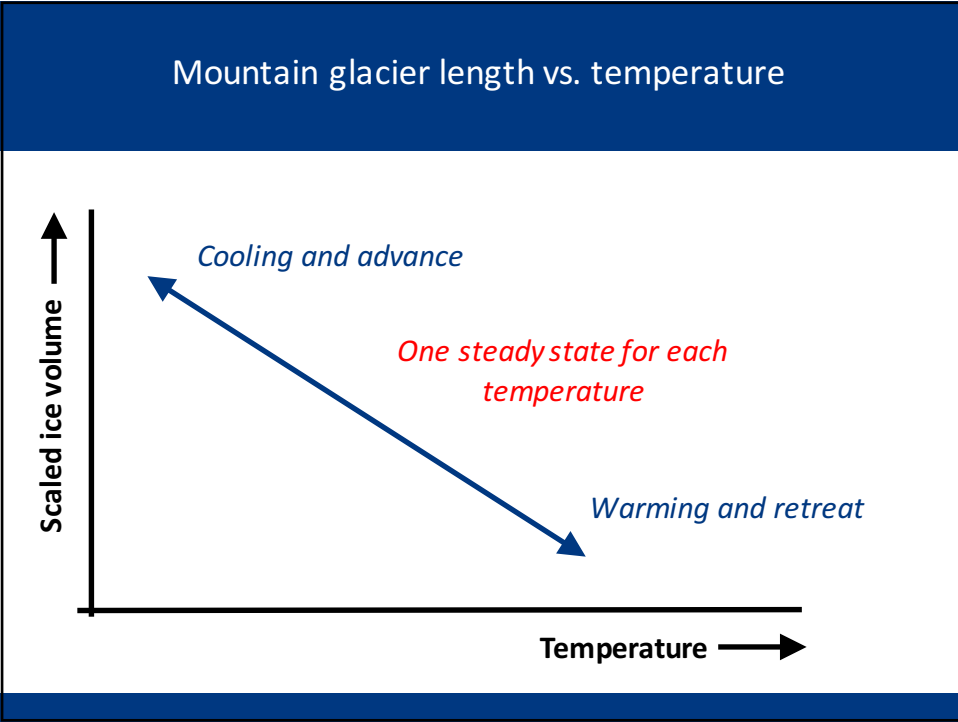 Mountain glacier length vs. temperature
Cooling and advance
One steady state for each
temperature
Warming and retreat
Scaled ice volume
Temperature